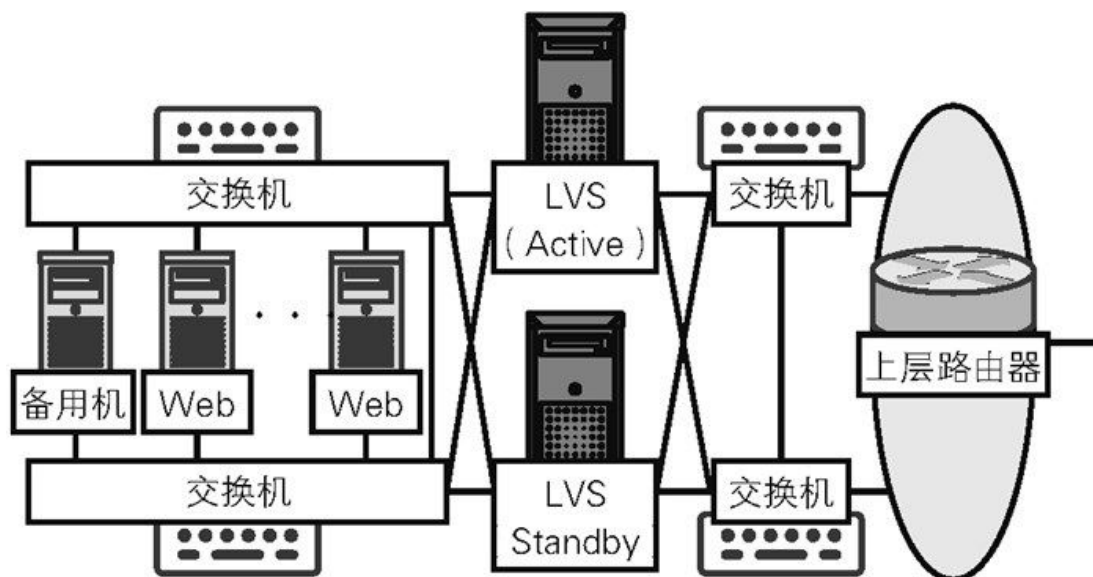 交换机
LVS
( Active )
交换机
备用机
Web
. . .
Web
上层路由器
交换机
LVS
Standby
交换机